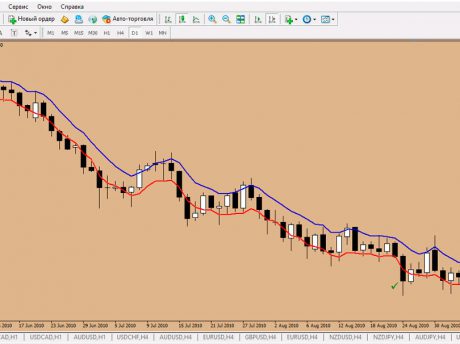 Сервис Окно Справка
Новый ордер Авто-торговля
A T M1 M5 M15 M30 H1 H4 D1 W1 MN
2010 17 Jun 2010 23 Jun 2010 29 Jun 2010 5 Jul 2010 9 Jul 2010 15 Jul 2010 21 Jul 2010 27 Jul 2010 2 Aug 2010 6 Aug 2010 12 Aug 2010 18 Aug 2010 24 Aug 2010 30 Aug 2010
CAD,H1 USDCAD,H1 AUDUSD,H1 USDCHF,H4 AUDUSD,H4 EURUSD,H4 GBPUSD,H4 EURUSD,H4 NZDUSD,H4 NZDJPY,H4 AUDJPY,H4